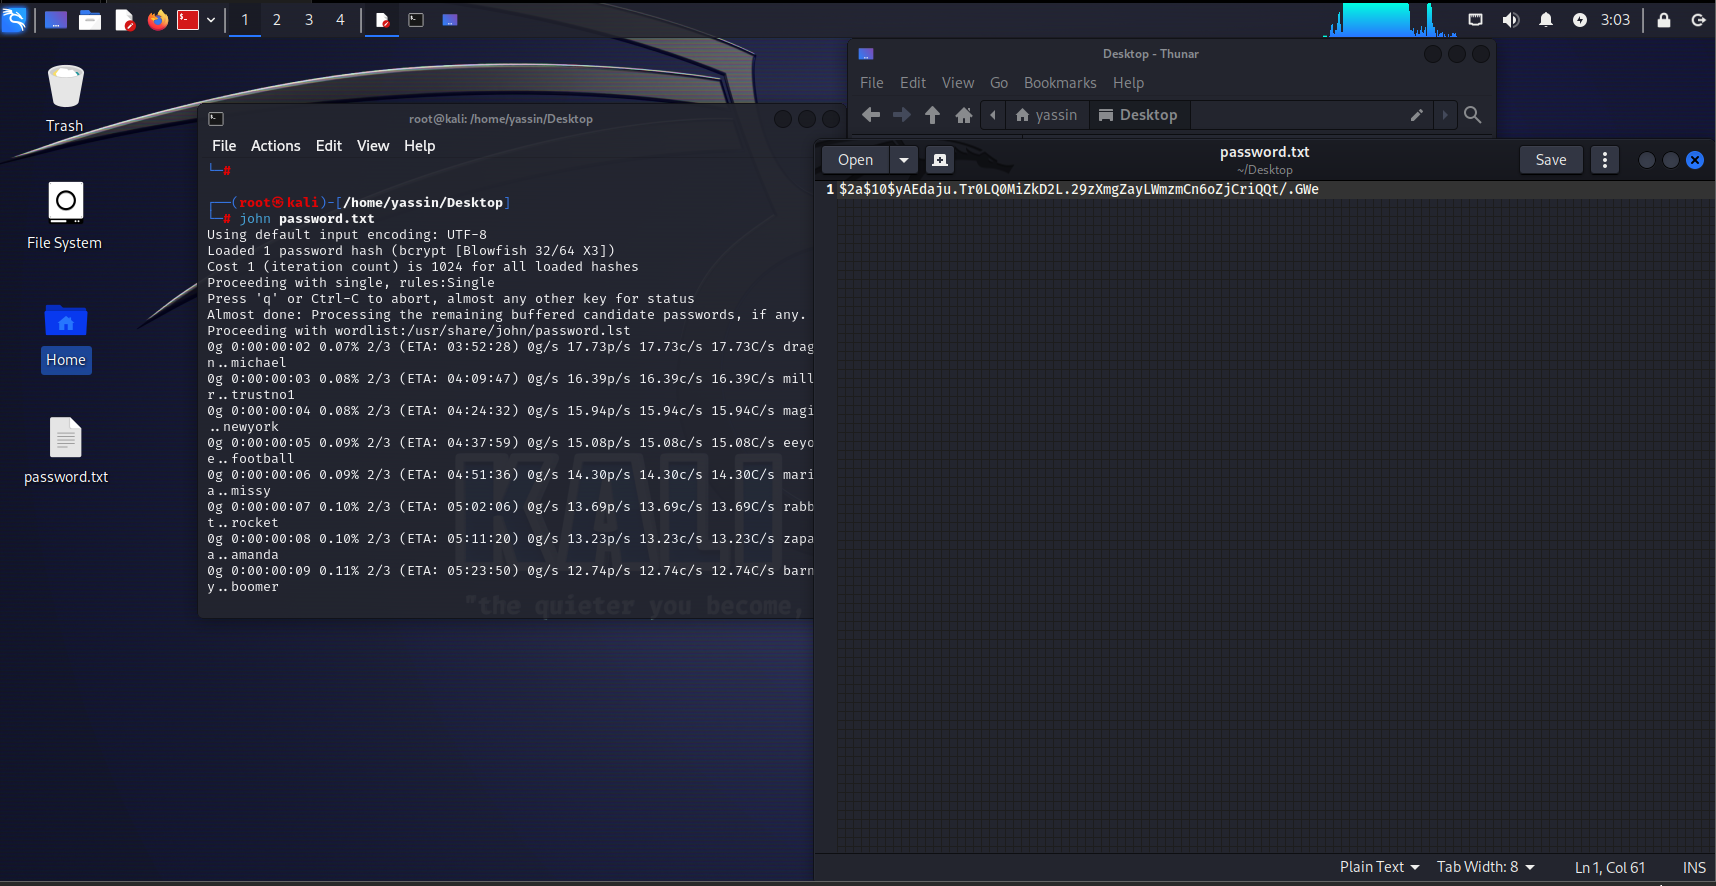 1 2 3 4
3:03
Trash
File System
Home
password.txt
root@kali: /home/yassin/Desktop
File Actions Edit View Help
└─#
┌──(root㉿kali)-[/home/yassin/Desktop]
└─# john password.txt
Using default input encoding: UTF-8
Loaded 1 password hash (bcrypt [Blowfish 32/64 X3])
Cost 1 (iteration count) is 1024 for all loaded hashes
Proceeding with single, rules:Single
Press 'q' or Ctrl-C to abort, almost any other key for status
Almost done: Processing the remaining buffered candidate passwords, if any.
Proceeding with wordlist:/usr/share/john/password.lst
0g 0:00:00:02 0.07% 2/3 (ETA: 03:52:28) 0g/s 17.73p/s 17.73c/s 17.73C/s drag
n..michael
0g 0:00:00:03 0.08% 2/3 (ETA: 04:09:47) 0g/s 16.39p/s 16.39c/s 16.39C/s mill
r..trustno1
0g 0:00:00:04 0.08% 2/3 (ETA: 04:24:32) 0g/s 15.94p/s 15.94c/s 15.94C/s magi
..newyork
0g 0:00:00:05 0.09% 2/3 (ETA: 04:37:59) 0g/s 15.08p/s 15.08c/s 15.08C/s eeyo
e..football
0g 0:00:00:06 0.09% 2/3 (ETA: 04:51:36) 0g/s 14.30p/s 14.30c/s 14.30C/s mari
a..missy
0g 0:00:00:07 0.10% 2/3 (ETA: 05:02:06) 0g/s 13.69p/s 13.69c/s 13.69C/s rabb
t..rocket
0g 0:00:00:08 0.10% 2/3 (ETA: 05:11:20) 0g/s 13.23p/s 13.23c/s 13.23C/s zapa
a..amanda
0g 0:00:00:09 0.11% 2/3 (ETA: 05:23:50) 0g/s 12.74p/s 12.74c/s 12.74C/s barn
y..boomer
KALI
"the quieter you become,
Desktop - Thunar
File Edit View Go Bookmarks Help
yassin Desktop
Open
password.txt
~/Desktop
Save
1 $2a$10$yAEdaju.Tr0LQ0MiZkD2L.29zXmgZayLWmzmCn6oZjCriQQt/.GWe
Plain Text Tab Width: 8 Ln 1, Col 61 INS